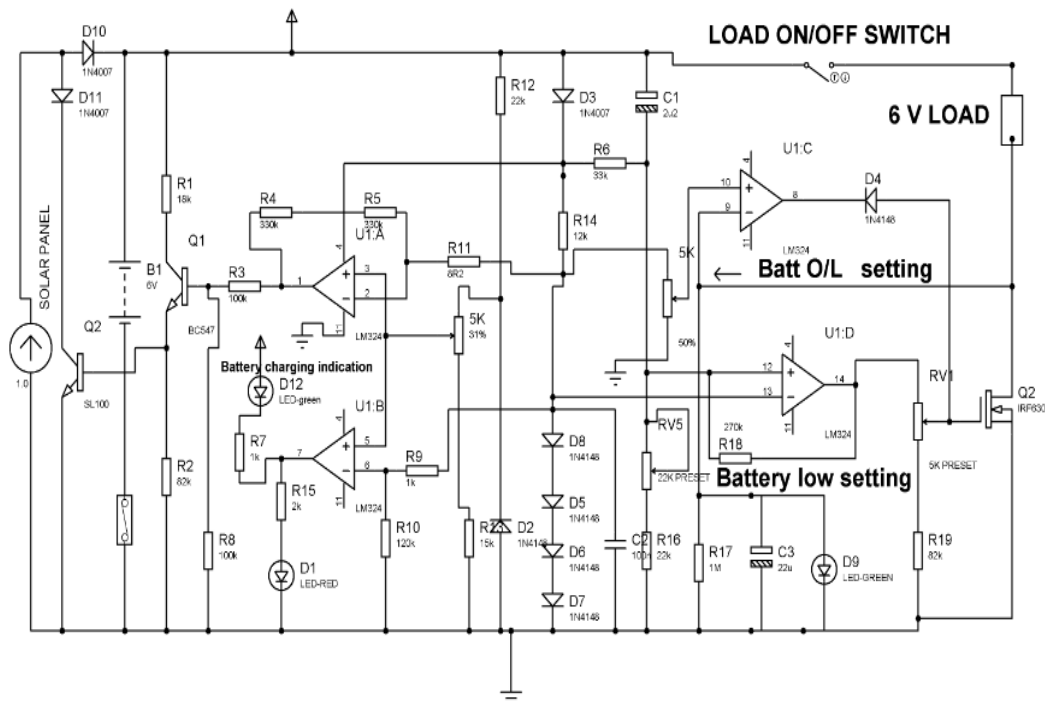 LOAD ON/OFF SWITCH
D10
1N4007
D11
1N4007
R12
22k
D3
1N4007
C1
2u2
6 V LOAD
R6
33k
U1:C
R1
18k
R4
330k
R5
330k
U1:A
4
4
10
9
8
11
LM324
D4
1N4148
R14
12k
SOLAR PANEL
Q1
R11
8R2
5K
B1
6V
R3
100k
1
3
2
11
LM324
Batt O/L setting
Q2
BC547
5K
31%
50%
U1:D
1.0
Battery charging indication
SL100
D12
LED-green
4
12
13
14
11
LM324
RV1
Q2
IRF630
U1:B
R7
1k
7
5
6
11
LM324
R9
1k
D8
1N4148
RV5
22K PRESET
270k
R18
5K PRESET
Battery low setting
R2
82k
R15
2k
D5
1N4148
R8
100k
R10
120k
R13
15k
D2
1N4148
D6
1N4148
C2
100n
R16
22k
R17
1M
C3
22u
D9
LED-GREEN
R19
82k
D1
LED-RED
D7
1N4148